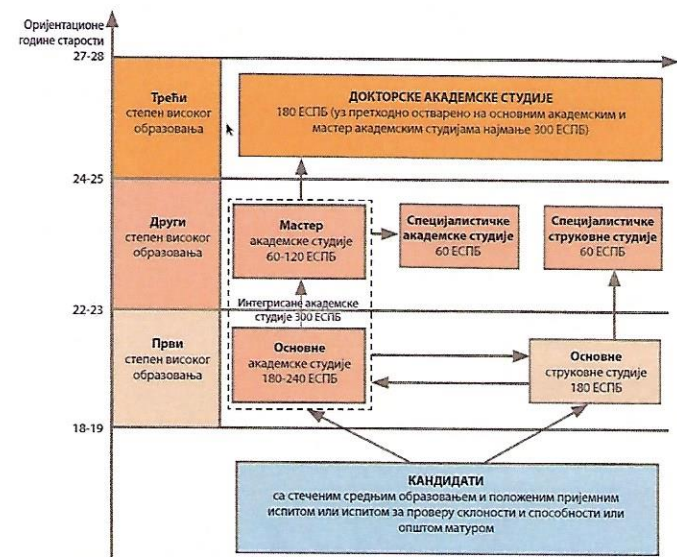 Оријентационе
године старости
27-28
Трећи
степен високог
образовања
ДОКТОРСКЕ АКАДЕМСКЕ СТУДИЈЕ
180 ЕСПБ (уз претходно остварено на основним академским и
мастер академским студијама најмање 300 ЕСПБ)
24-25
Други
степен високог
образовања
Мастер
академске студије
60-120 ЕСПБ
Специјалистичке
академске студије
60 ЕСПБ
Специјалистичке
струковне студије
60 ЕСПБ
Интегрисане академске
студије 300 ЕСПБ
22-23
Први
степен високог
образовања
Основне
академске студије
180-240 ЕСПБ
Основне
струковне студије
180 ЕСПБ
18-19
КАНДИДАТИ
са стеченим средњим образовањем и положеним пријемним
испитом или испитом за проверу склоности и способности или
општом матуром